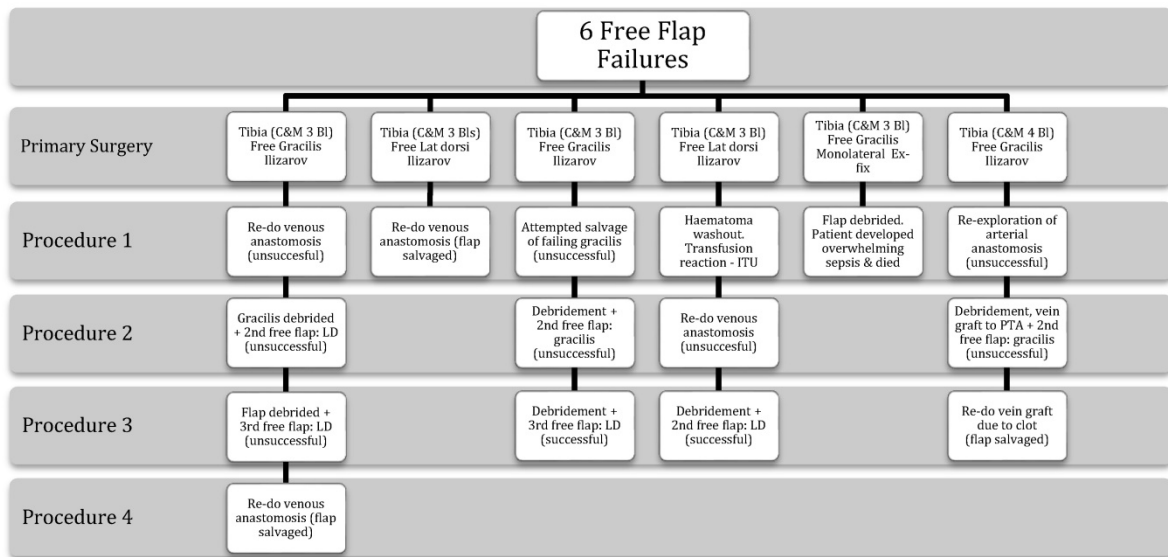 6 Free Flap
Failures
Primary Surgery
Tibia (C&M 3 Bl)
Free Gracilis
Ilizarov
Tibia (C&M 3 Bls)
Free Lat dorsi
Ilizarov
Tibia (C&M 3 Bl)
Free Gracilis
Ilizarov
Tibia (C&M 3 Bl)
Free Lat dorsi
Ilizarov
Tibia (C&M 3 Bl)
Free Gracilis
Monolateral Ex-
fix
Tibia (C&M 4 Bl)
Free Gracilis
Ilizarov
Procedure 1
Re-do venous
anastomosis
(unsuccesful)
Re-do venous
anastomosis (flap
salvaged)
Attempted salvage
of failing gracilis
(unsuccessful)
Haematoma
washout.
Transfusion
reaction - ITU
Flap debrided.
Patient developed
overwhelming
sepsis & died
Re-exploration of
arterial
anastomosis
(unsuccessful)
Procedure 2
Gracilis debrided
+ 2nd free flap: LD
(unsuccessful)
Debridement +
2nd free flap:
gracilis
(unsuccessful)
Re-do venous
anastomosis
(unsuccesful)
Debridement, vein
graft to PTA + 2nd
free flap: gracilis
(unsuccessful)
Procedure 3
Flap debrided +
3rd free flap: LD
(unsuccessful)
Debridement +
3rd free flap: LD
(successful)
Debridement +
2nd free flap: LD
(successful)
Re-do vein graft
due to clot
(flap salvaged)
Procedure 4
Re-do venous
anastomosis (flap
salvaged)